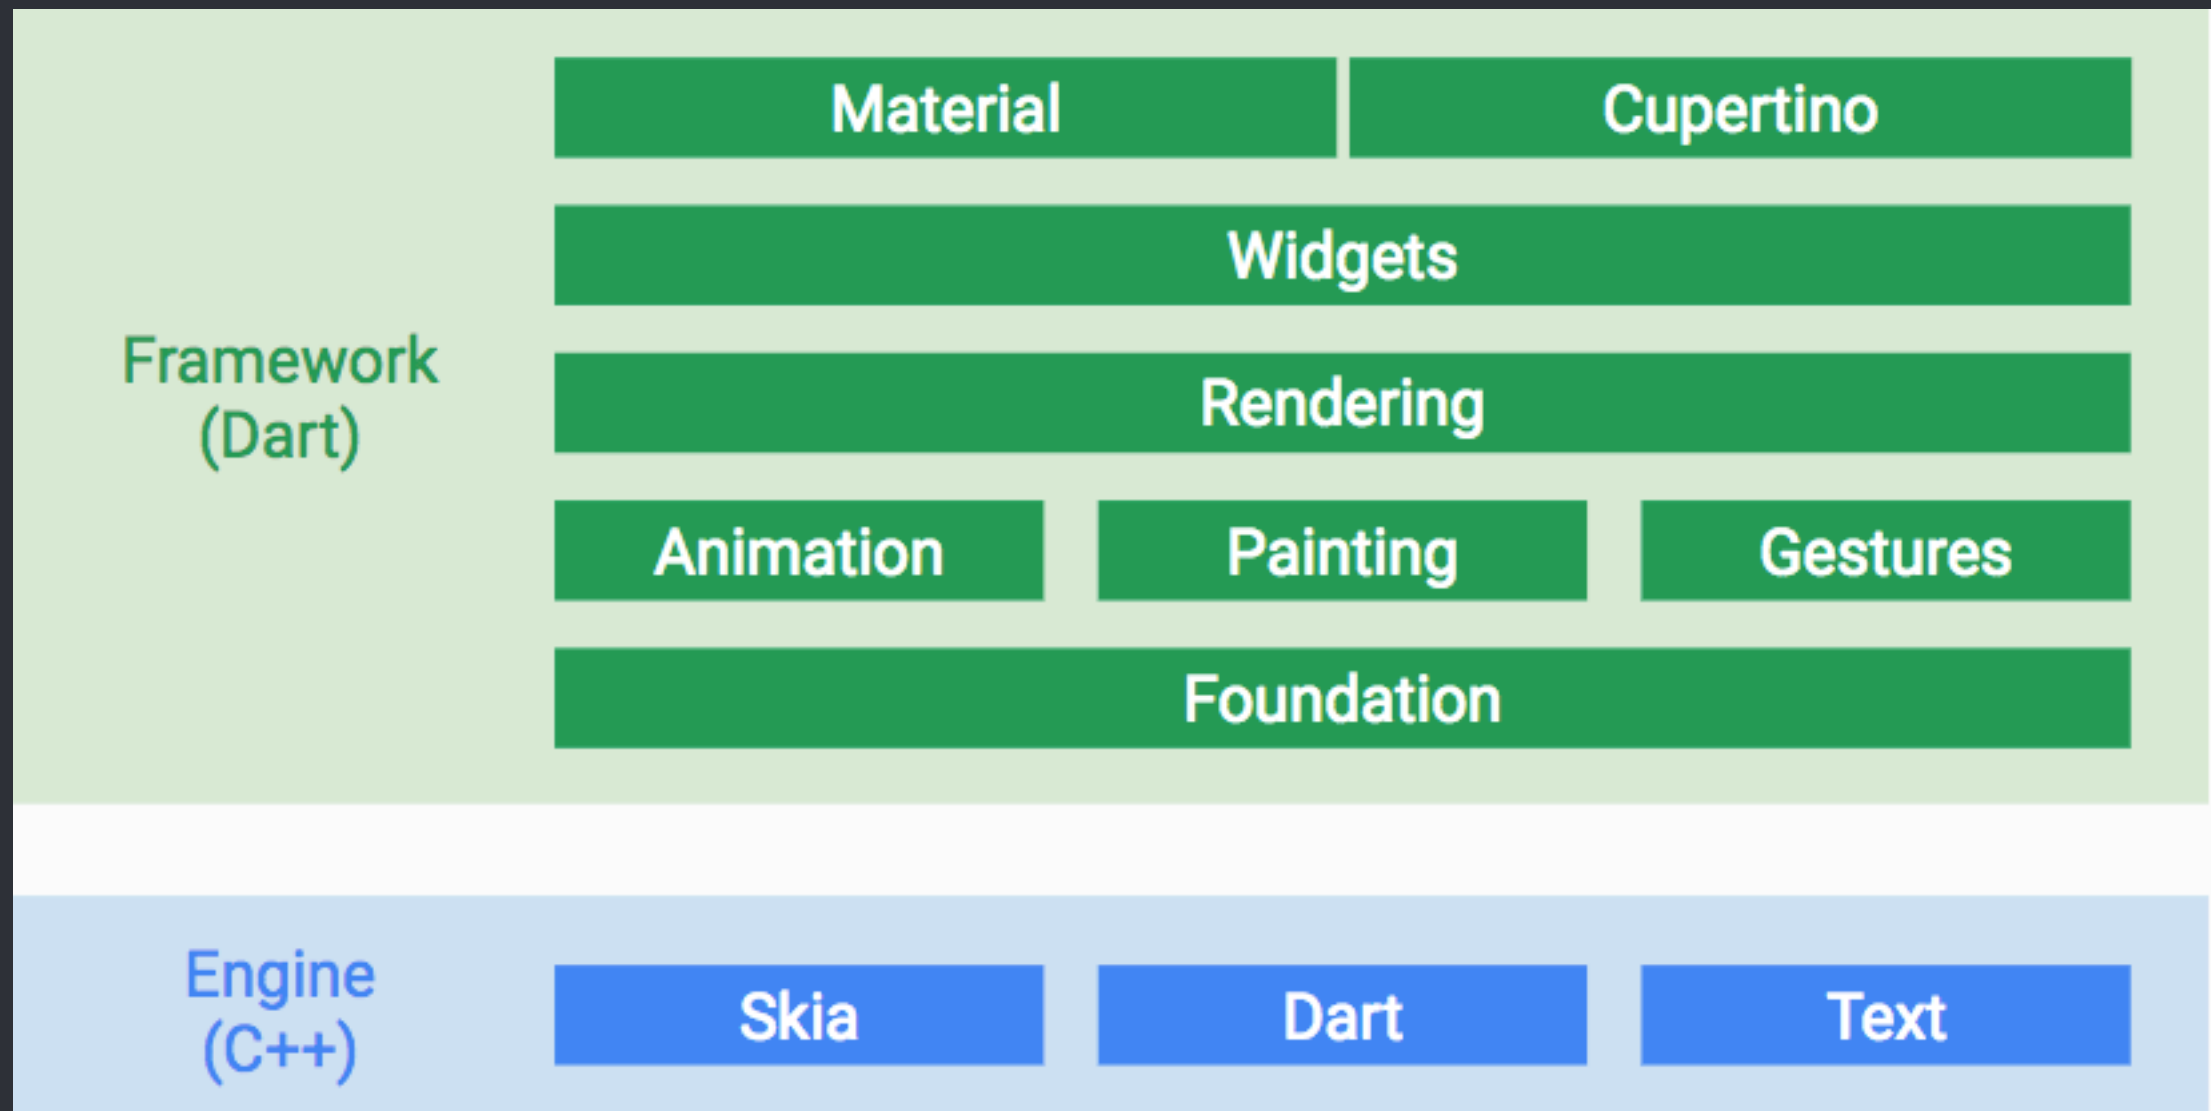 Material
Cupertino
Widgets
Framework
(Dart)
Rendering
Animation
Painting
Gestures
Foundation
Engine
(C++)
Skia
Dart
Text